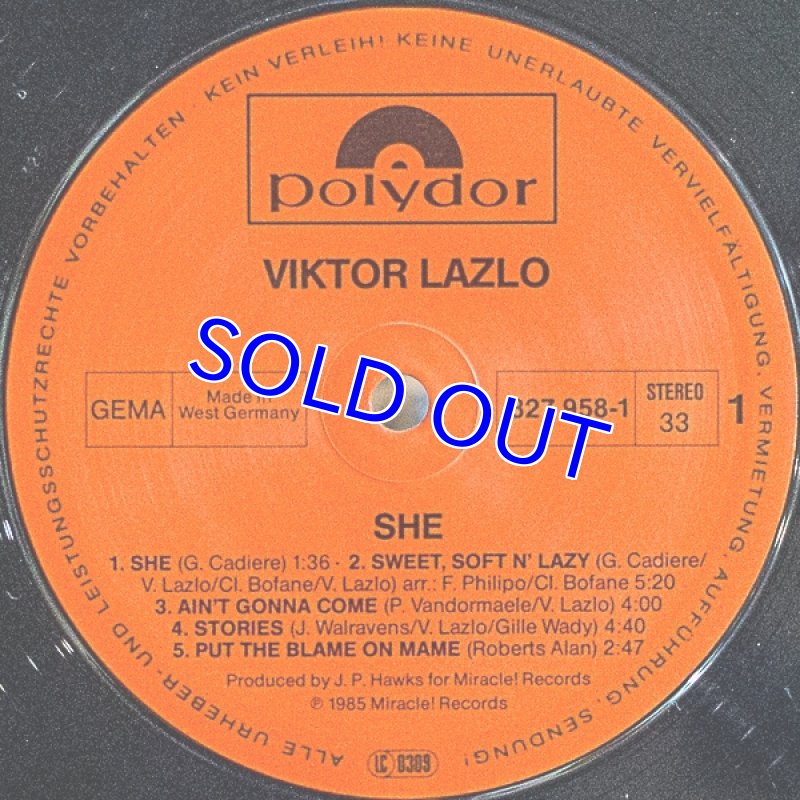 ALLE URHEBER- UND LEISTUNGSSCHUTZRECHTE VORBEHALTEN · KEIN VERLEIH! KEINE UNERLAUBTE VERVIELFÄLTIGUNG, VERMIETUNG, AUFFÜHRUNG, SENDUNG!
polydor
VIKTOR LAZLO
SOLD OUT
GEMA
Made in
West Germany
827 958-1
STEREO
33
1
SHE
1. SHE (G. Cadiere) 1:36 · 2. SWEET, SOFT N' LAZY (G. Cadiere/
V. Lazlo/Cl. Bofane/V. Lazlo) arr.: F. Philipo/Cl. Bofane 5:20
3. AIN'T GONNA COME (P. Vandormaele/V. Lazlo) 4:00
4. STORIES (J. Walravens/V. Lazlo/Gille Wady) 4:40
5. PUT THE BLAME ON MAME (Roberts Alan) 2:47
Produced by J. P. Hawks for Miracle! Records
℗ 1985 Miracle! Records
LC 0309